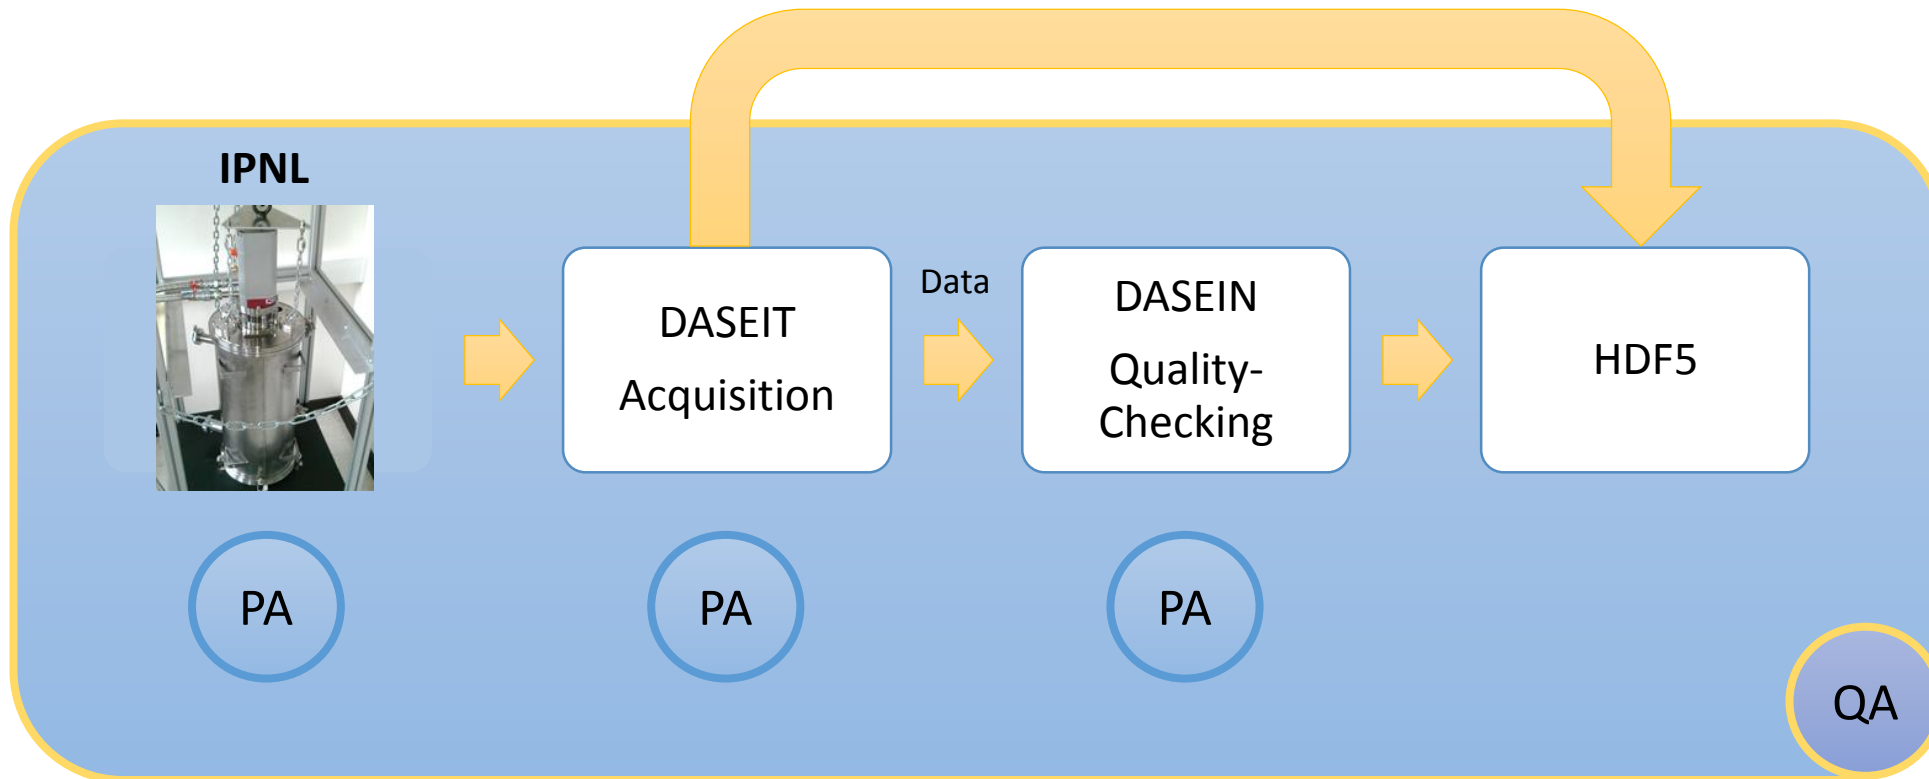 IPNL
DASEIT
Acquisition
Data
DASEIN
Quality-
Checking
HDF5
PA
PA
PA
QA